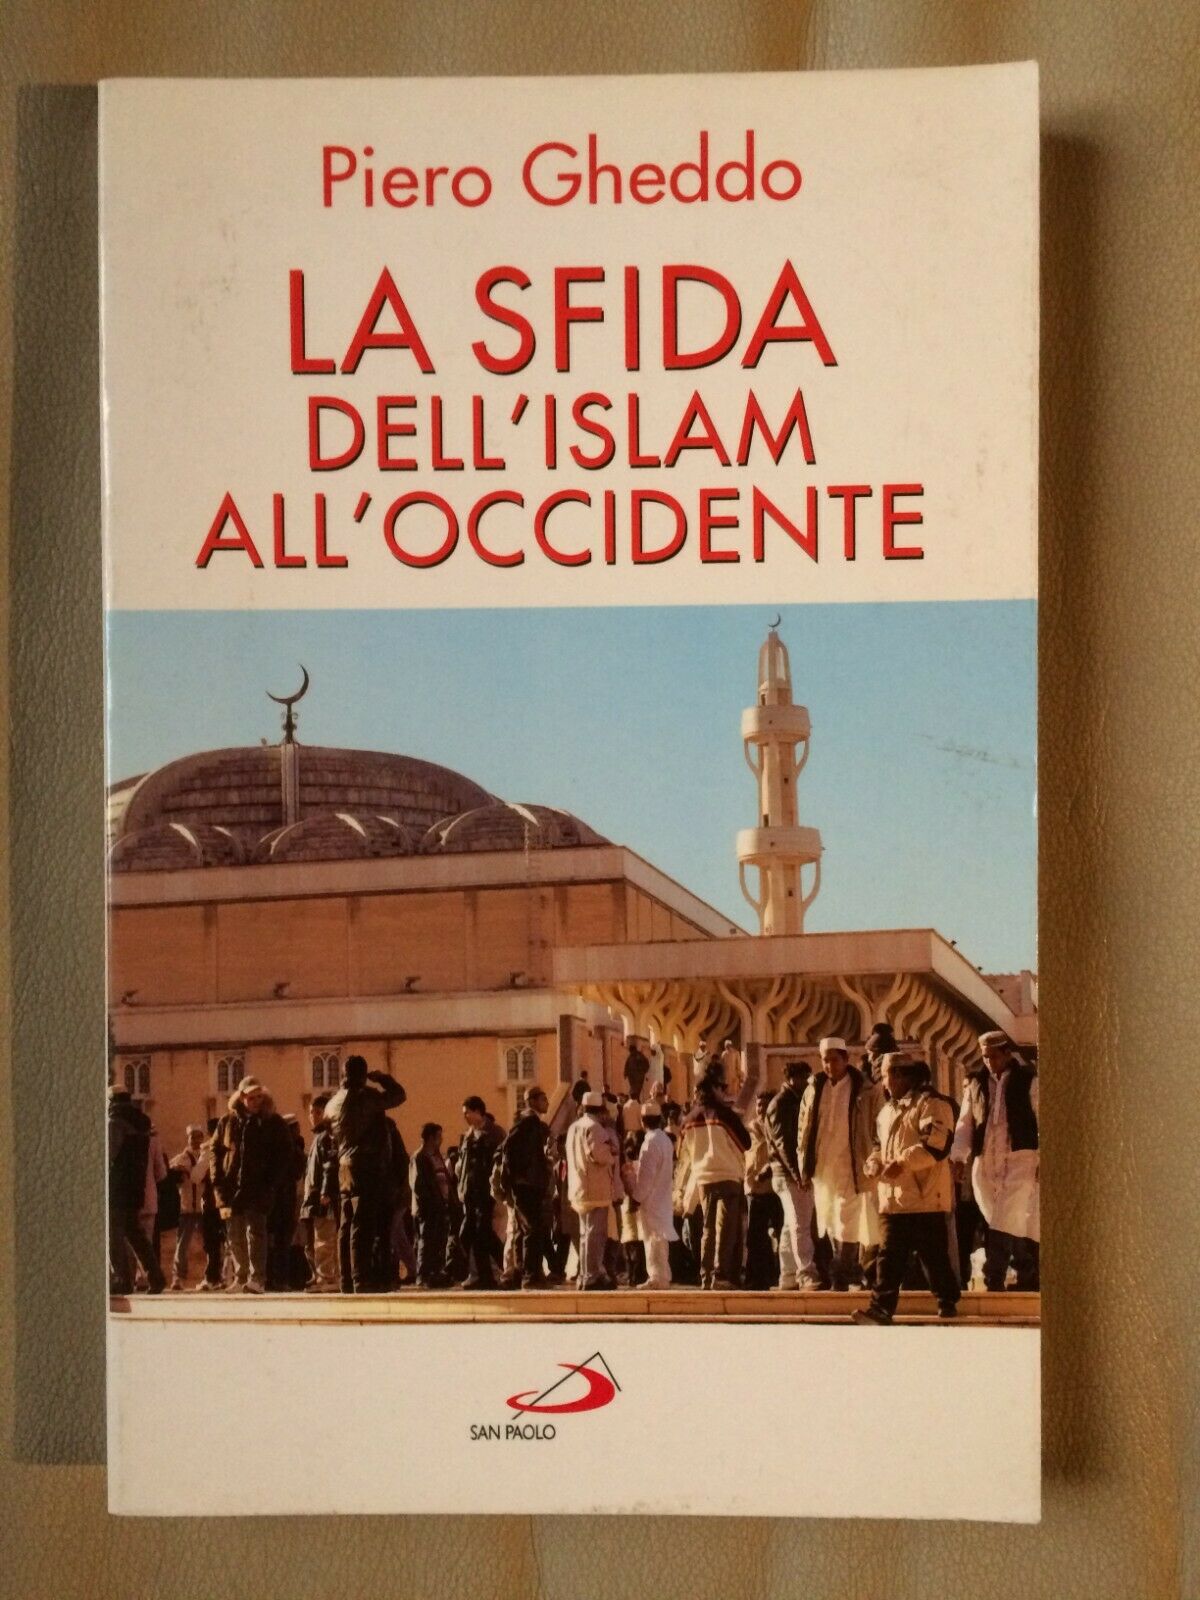 Piero Gheddo
LA SFIDA
DELL'ISLAM
ALL'OCCIDENTE
SAN PAOLO